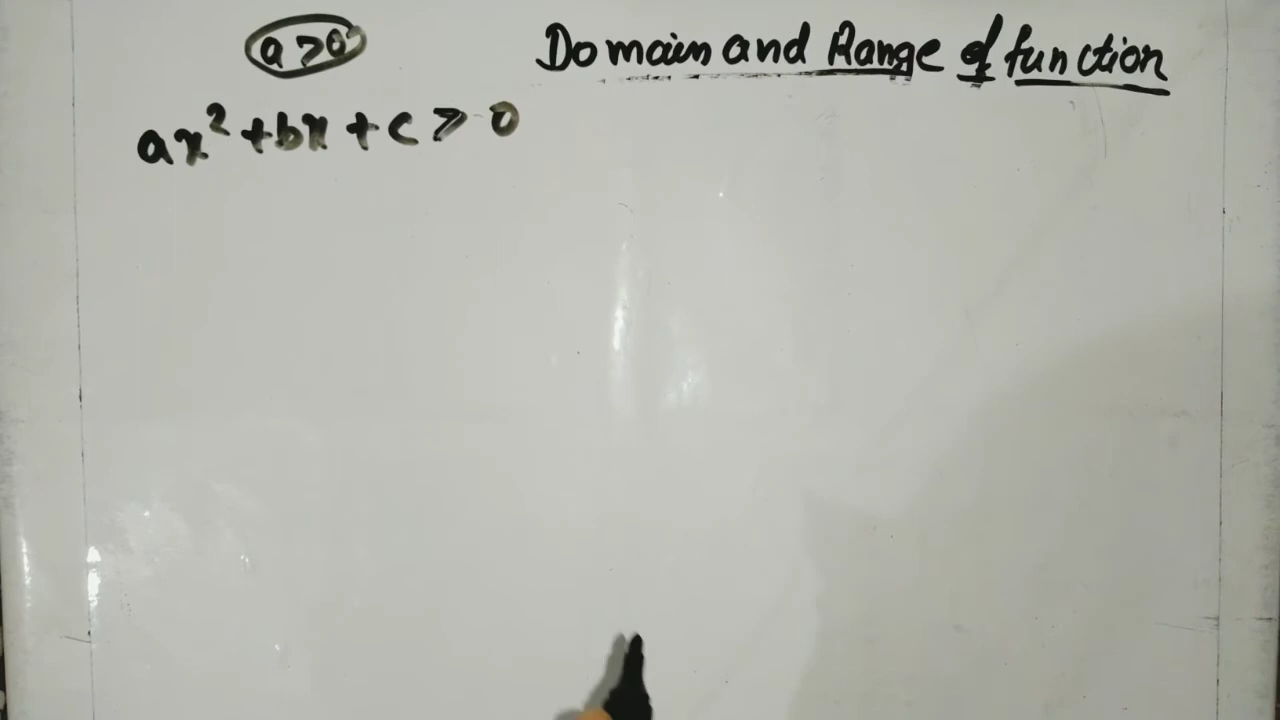 a > 0
Domain and Range of function
ax² + bx + c > 0